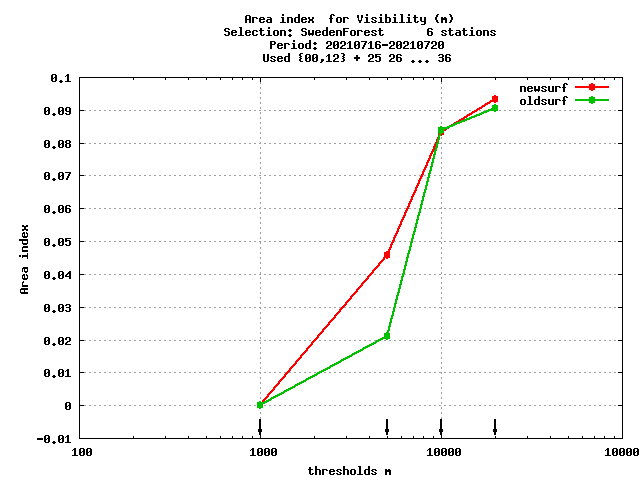 Area index  for Visibility (m)
Selection: SwedenForest      6 stations
Period: 20210716-20210720
Used {00,12} + 25 26 ... 36
newsurf
oldsurf
0.1
0.09
0.08
0.07
0.06
0.05
0.04
0.03
0.02
0.01
0
-0.01
Area index
100 1000 10000 100000
thresholds m